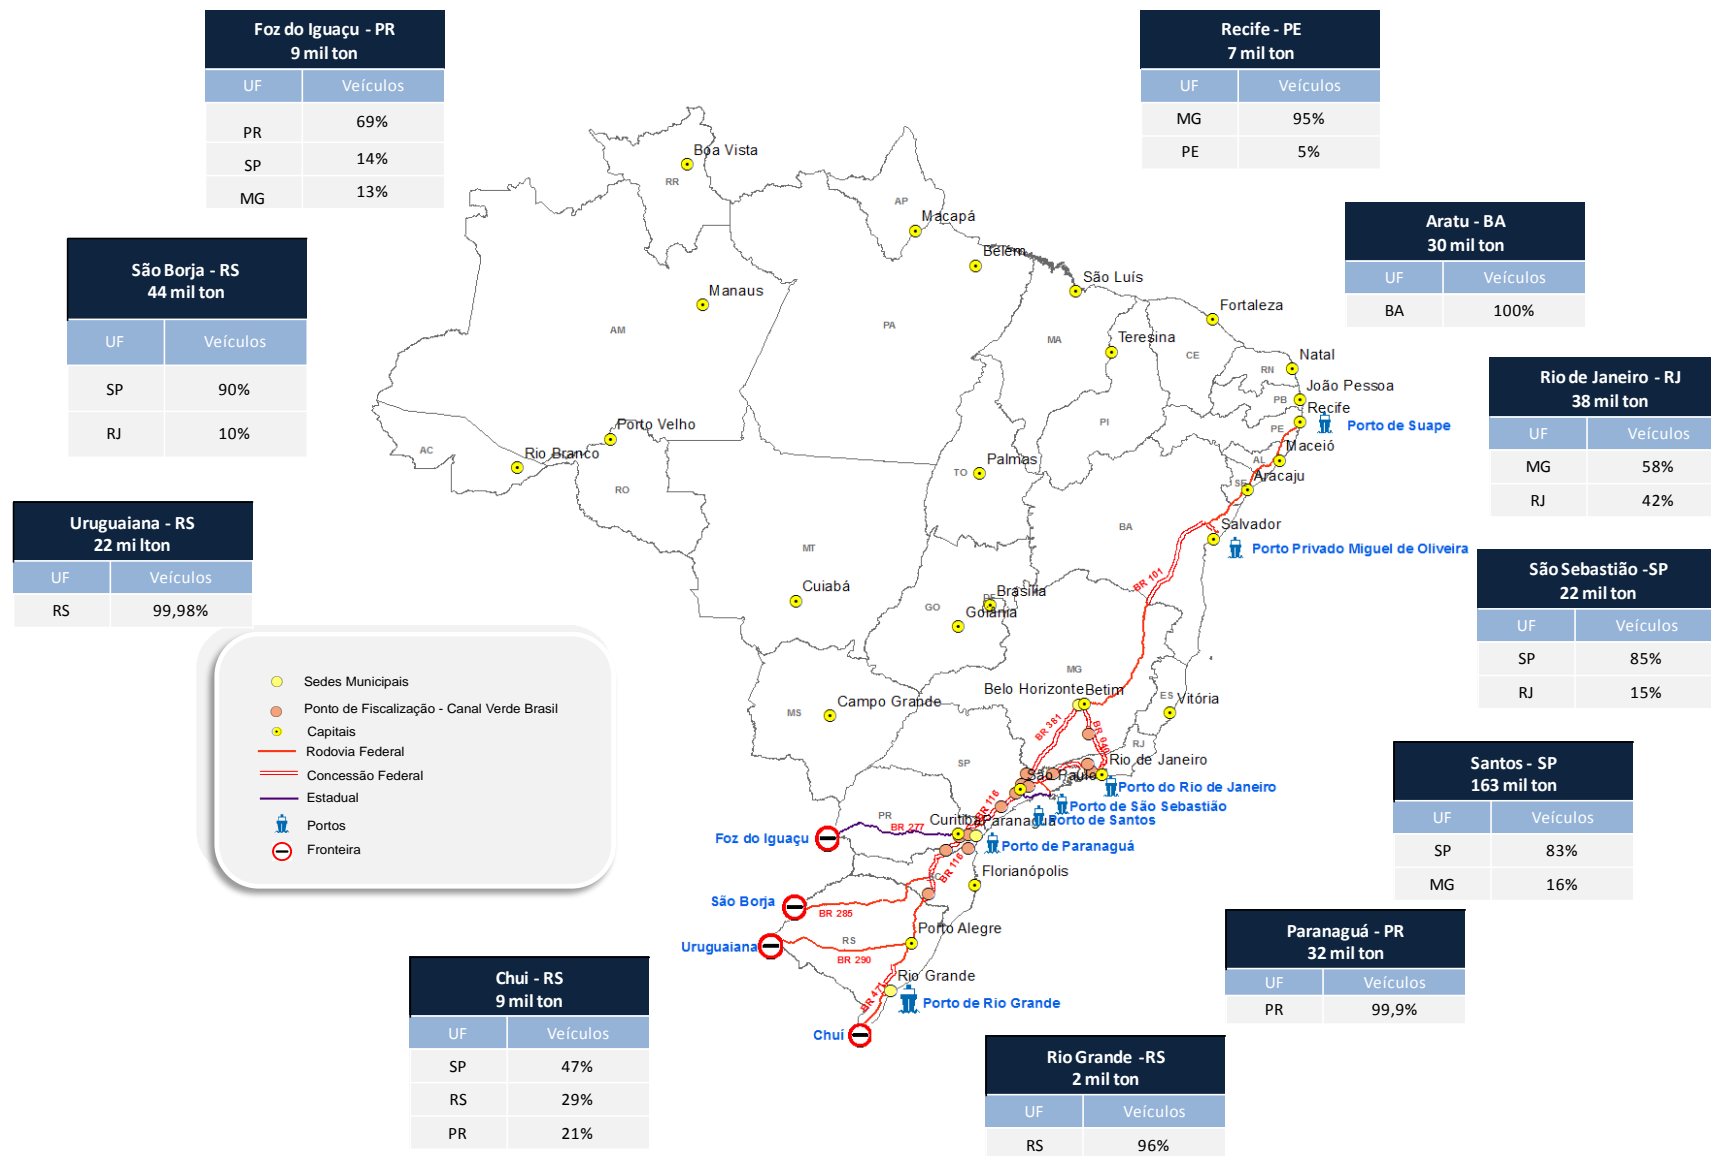 Foz do Iguaçu - PR
9 mil ton
UF Veículos
PR 69%
SP 14%
MG 13%
Recife - PE
7 mil ton
UF Veículos
MG 95%
PE 5%
São Borja - RS
44 mil ton
UF Veículos
SP 90%
RJ 10%
Aratu - BA
30 mil ton
UF Veículos
BA 100%
Rio de Janeiro - RJ
38 mil ton
UF Veículos
MG 58%
RJ 42%
Uruguaiana - RS
22 mi lton
UF Veículos
RS 99,98%
São Sebastião -SP
22 mil ton
UF Veículos
SP 85%
RJ 15%
Santos - SP
163 mil ton
UF Veículos
SP 83%
MG 16%
Paranaguá - PR
32 mil ton
UF Veículos
PR 99,9%
Chui - RS
9 mil ton
UF Veículos
SP 47%
RS 29%
PR 21%
Rio Grande -RS
2 mil ton
UF Veículos
RS 96%
Sedes Municipais
Ponto de Fiscalização - Canal Verde Brasil
Capitais
Rodovia Federal
Concessão Federal
Estadual
Portos
Fronteira
Boa Vista
RR
AP
Macapá
Belém
São Luís
Manaus
Fortaleza
AM
PA
MA
Teresina
CE
Natal
RN
João Pessoa
PB
Recife
PE
Porto de Suape
PI
Porto Velho
AC
Rio Branco
RO
Maceió
AL
Palmas
TO
SE
Aracaju
BA
Salvador
Porto Privado Miguel de Oliveira
MT
BR 101
Cuiabá
Brasília
DF
GO
Goiânia
MG
Belo Horizonte
Betim
ES
Vitória
MS
Campo Grande
BR 381
BR 040
RJ
SP
Rio de Janeiro
São Paulo
Porto do Rio de Janeiro
Porto de São Sebastião
Porto de Santos
BR 116
PR
BR 277
Curitiba
Paranaguá
Foz do Iguaçu
Porto de Paranaguá
BR 116
SC
Florianópolis
São Borja
BR 285
Porto Alegre
RS
Uruguaiana
BR 290
Rio Grande
BR 471
Porto de Rio Grande
Chuí